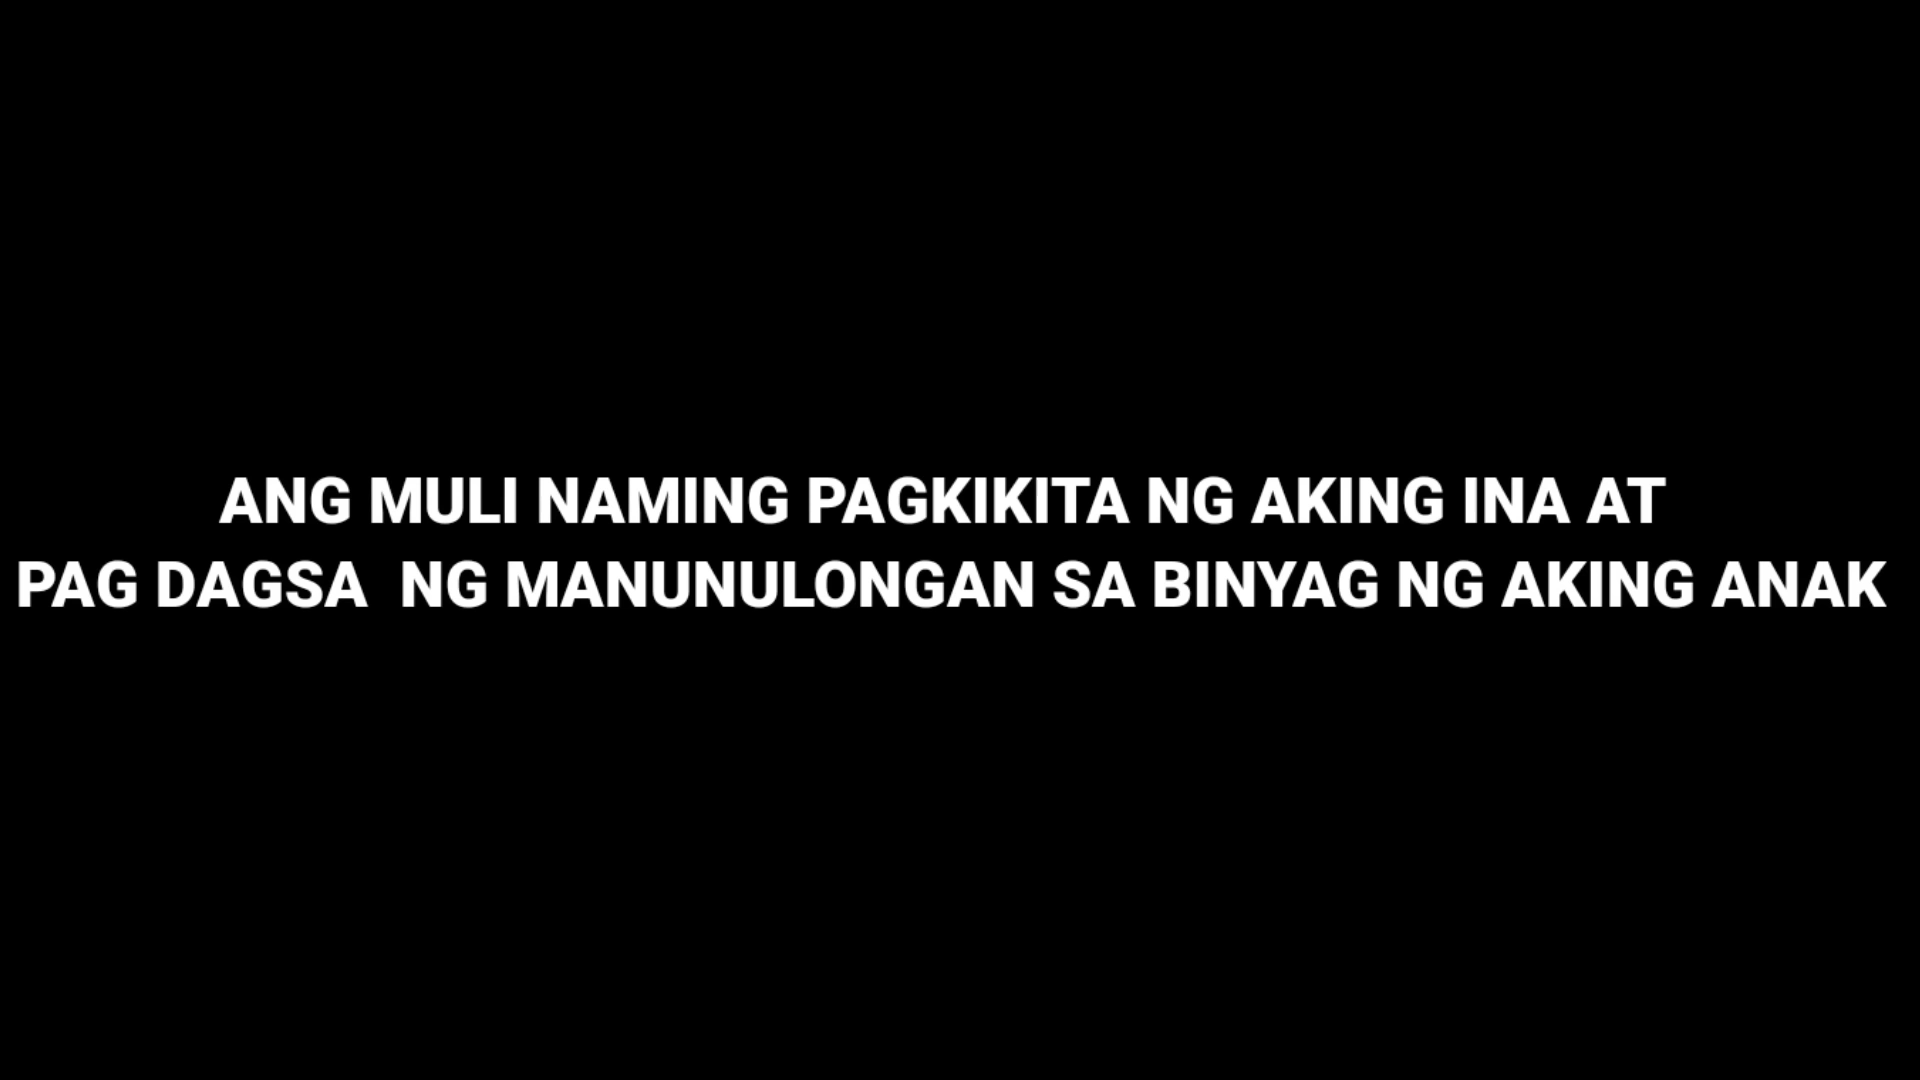 ANG MULI NAMING PAGKIKITA NG AKING INA AT
PAG DAGSA  NG MANUNULONGAN SA BINYAG NG AKING ANAK